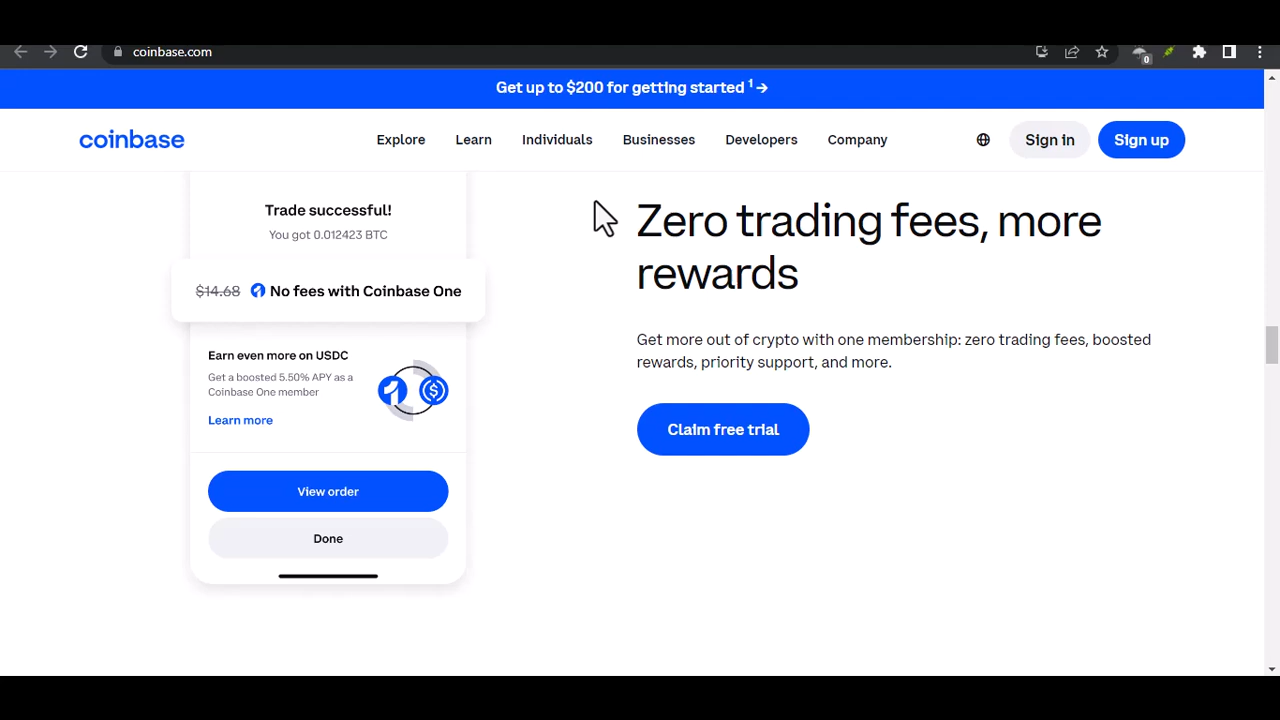 coinbase.com
0
Get up to $200 for getting started ¹ →
coinbase
Explore
Learn
Individuals
Businesses
Developers
Company
Sign in
Sign up
Trade successful!
You got 0.012423 BTC
$14.68 No fees with Coinbase One
Earn even more on USDC
Get a boosted 5.50% APY as a
Coinbase One member
Learn more
View order
Done
Zero trading fees, more
rewards
Get more out of crypto with one membership: zero trading fees, boosted
rewards, priority support, and more.
Claim free trial